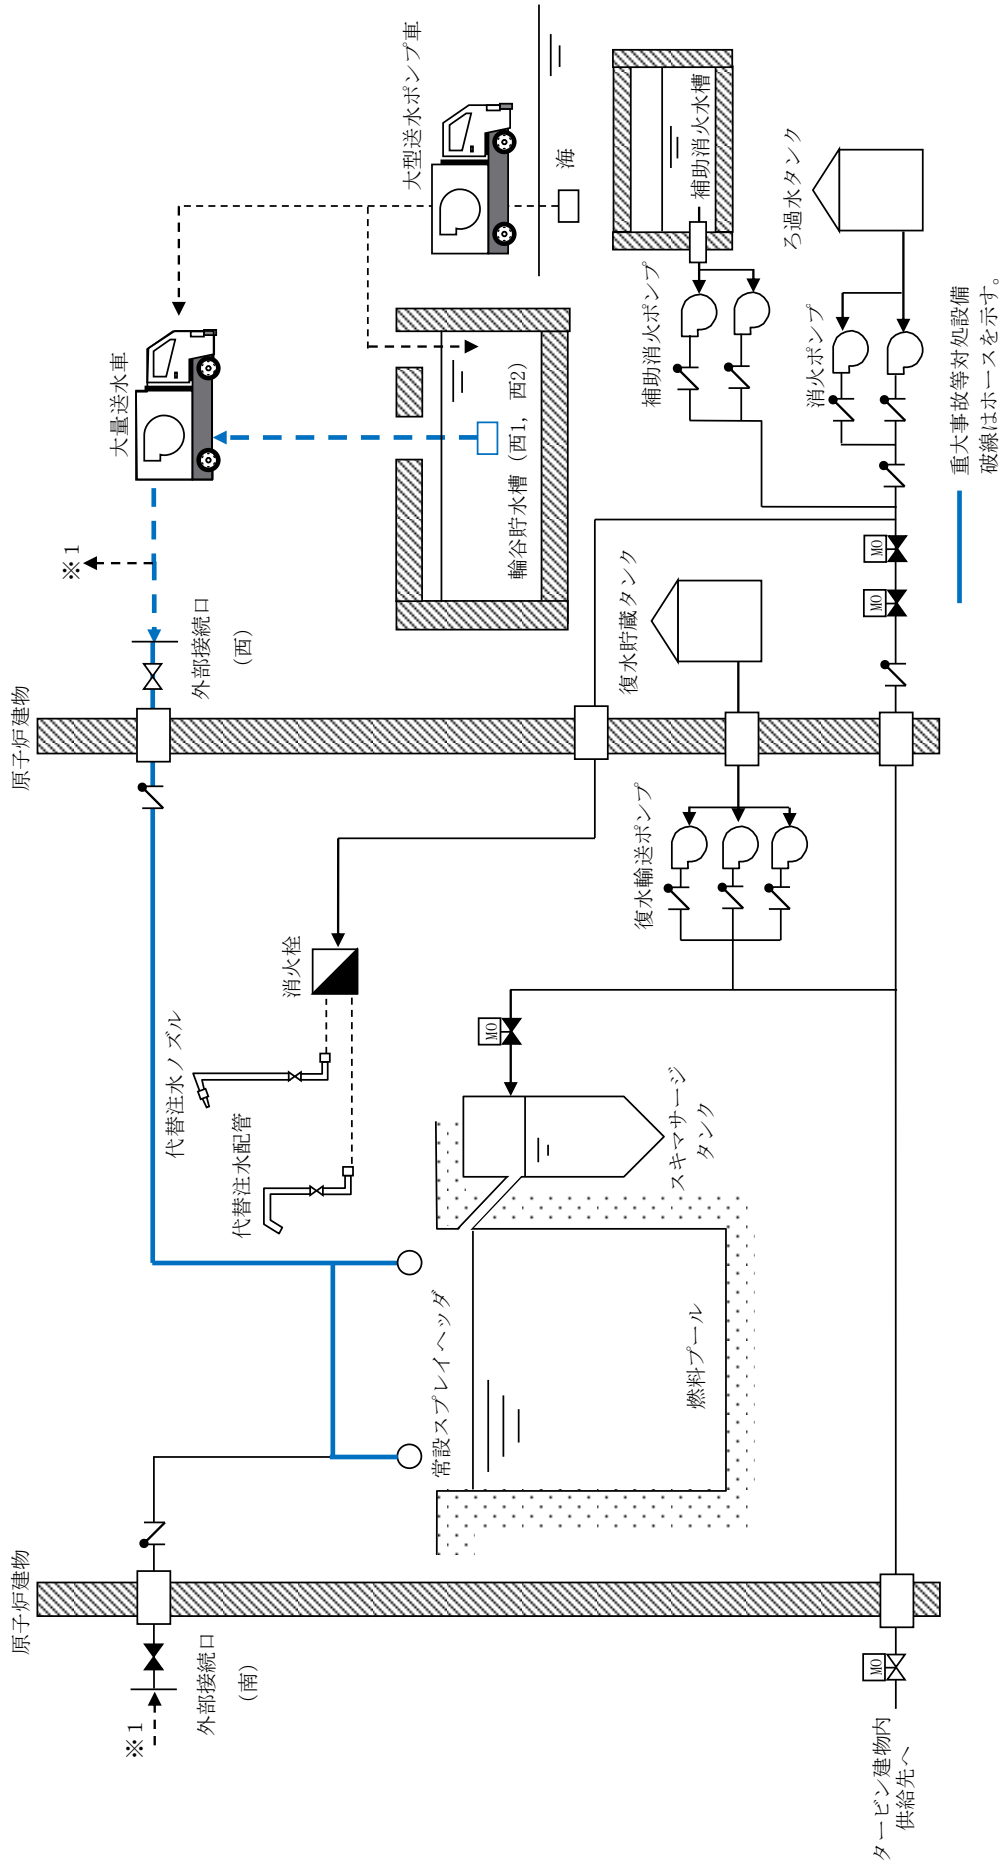 原子炉建物
原子炉建物
※1
外部接続口
(南)
※1
外部接続口
(西)
大量送水車
大型送水ポンプ車
海
輪谷貯水槽(西1, 西2)
代替注水ノズル
代替注水配管
消火栓
常設スプレイヘッダ
燃料プール
スキマサージ
タンク
MO
復水輸送ポンプ
復水貯蔵タンク
補助消火ポンプ
補助消火水槽
消火ポンプ
ろ過水タンク
MO
MO
MO
タービン建物内
供給先へ
重大事故等対処設備
破線はホースを示す。